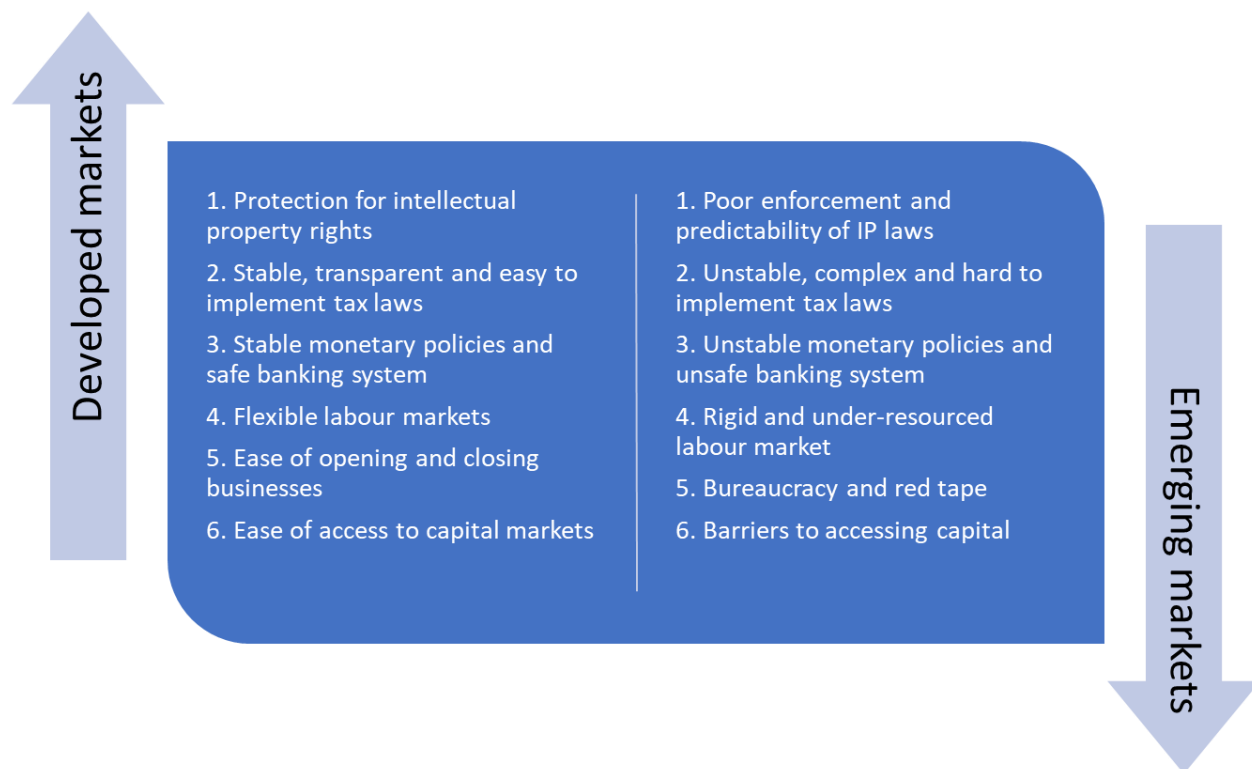 Developed markets
1. Protection for intellectual
property rights
2. Stable, transparent and easy to
implement tax laws
3. Stable monetary policies and
safe banking system
4. Flexible labour markets
5. Ease of opening and closing
businesses
6. Ease of access to capital markets
1. Poor enforcement and
predictability of IP laws
2. Unstable, complex and hard to
implement tax laws
3. Unstable monetary policies and
unsafe banking system
4. Rigid and under-resourced
labour market
5. Bureaucracy and red tape
6. Barriers to accessing capital
Emerging markets